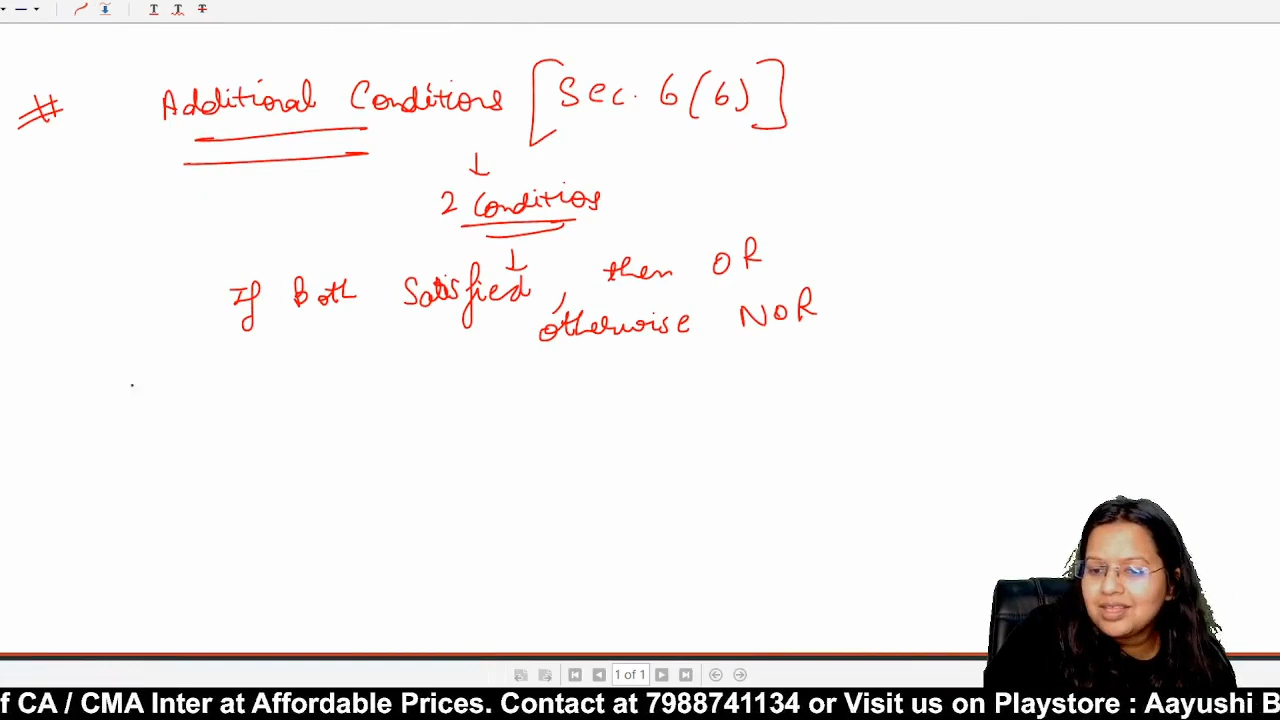 # Additional Conditions [Sec. 6(6)]
↓
2 Conditions
↓
If Both Satisfied, then OR
otherwise NOR
1 of 1
of CA / CMA Inter at Affordable Prices. Contact at 7988741134 or Visit us on Playstore : Aayushi B